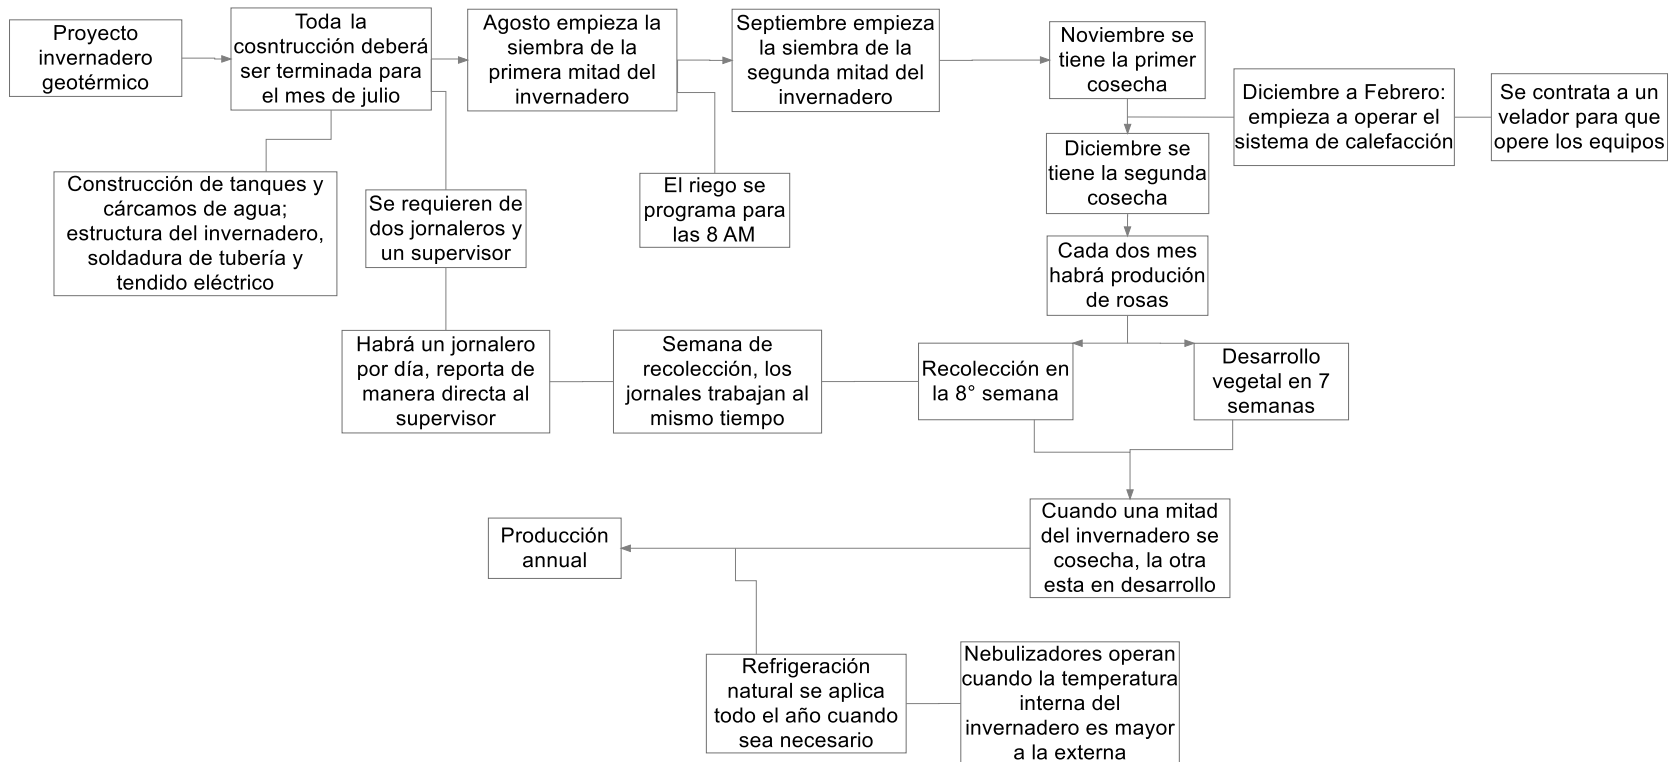 Proyecto
invernadero
geotérmico
Toda la
cosntrucción deberá
ser terminada para
el mes de julio
Agosto empieza la
siembra de la
primera mitad del
invernadero
Septiembre empieza
la siembra de la
segunda mitad del
invernadero
Noviembre se
tiene la primer
cosecha
Diciembre a Febrero:
empieza a operar el
sistema de calefacción
Se contrata a un
velador para que
opere los equipos
Construcción de tanques y
cárcamos de agua;
estructura del invernadero,
soldadura de tubería y
tendido eléctrico
Se requieren de
dos jornaleros y
un supervisor
El riego se
programa para
las 8 AM
Diciembre se
tiene la segunda
cosecha
Cada dos mes
habrá produción
de rosas
Habrá un jornalero
por día, reporta de
manera directa al
supervisor
Semana de
recolección, los
jornales trabajan al
mismo tiempo
Recolección en
la 8° semana
Desarrollo
vegetal en 7
semanas
Cuando una mitad
del invernadero se
cosecha, la otra
esta en desarrollo
Producción
annual
Refrigeración
natural se aplica
todo el año cuando
sea necesario
Nebulizadores operan
cuando la temperatura
interna del
invernadero es mayor
a la externa